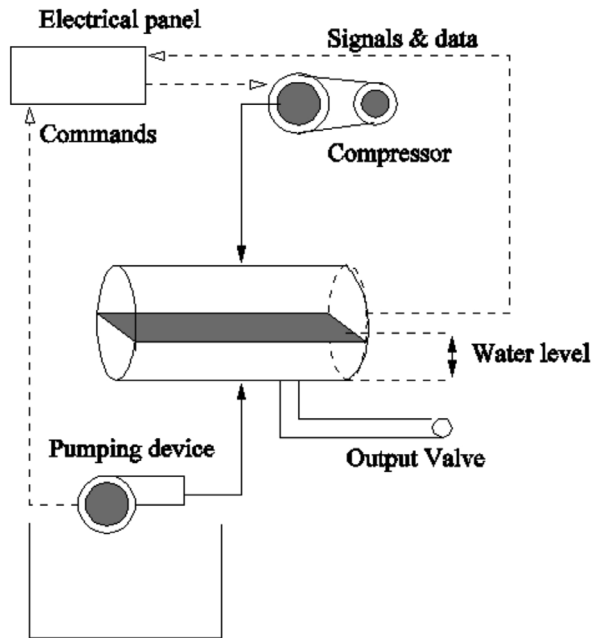 Electrical panel
Signals & data
Commands
Compressor
Water level
Pumping device
Output Valve